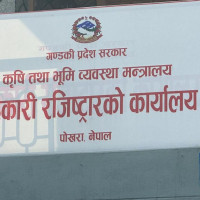 गण्डकी प्रदेश सरकार
कृषि तथा भूमि व्यवस्था मन्त्रालय
कारी रजिष्ट्रारको कार्यालय
पोखरा, नेपाल